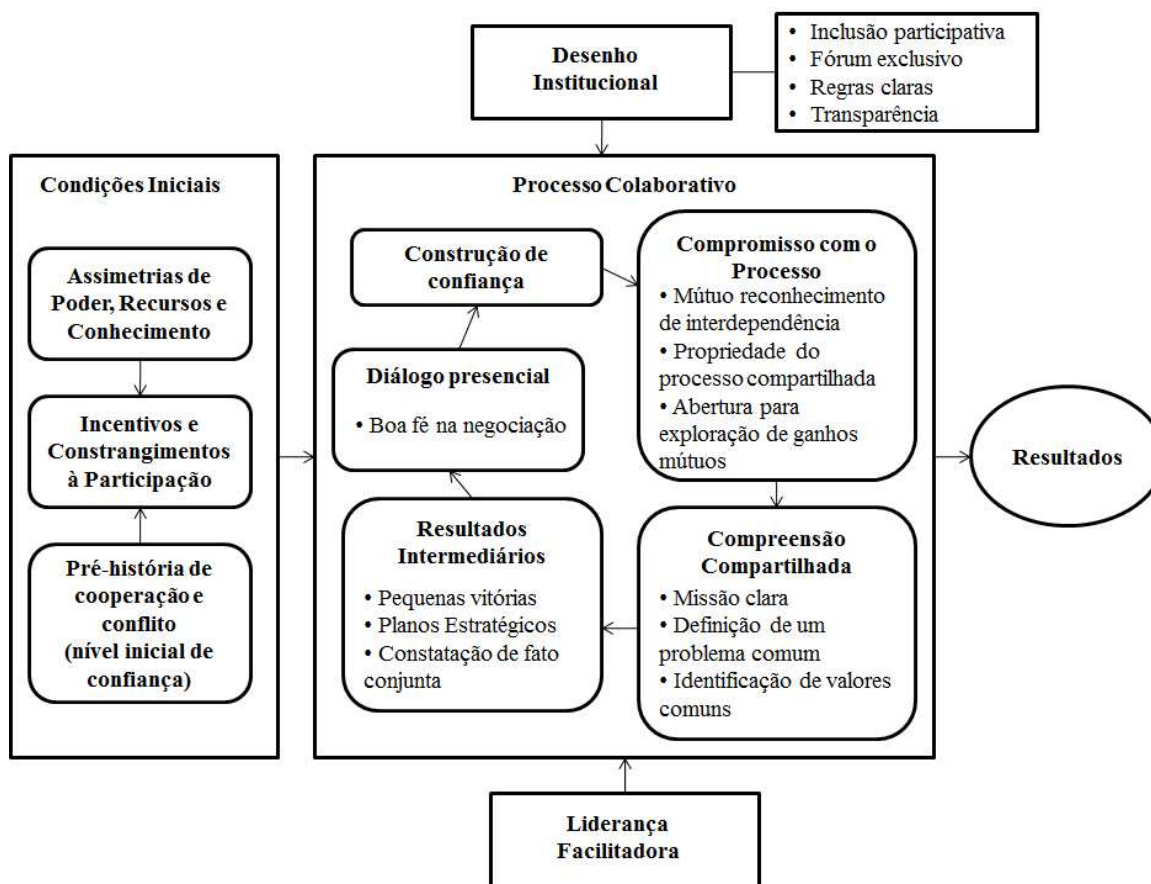 Desenho
Institucional
• Inclusão participativa
• Fórum exclusivo
• Regras claras
• Transparência
Condições Iniciais
Assimetrias de
Poder, Recursos e
Conhecimento
Incentivos e
Constrangimentos
à Participação
Pré-história de
cooperação e
conflito
(nível inicial de
confiança)
Processo Colaborativo
Construção de
confiança
Compromisso com o
Processo
• Mútuo reconhecimento
de interdependência
• Propriedade do
processo compartilhada
• Abertura para
exploração de ganhos
mútuos
Diálogo presencial
• Boa fé na negociação
Resultados
Intermediários
• Pequenas vitórias
• Planos Estratégicos
• Constatação de fato
conjunta
Compreensão
Compartilhada
• Missão clara
• Definição de um
problema comum
• Identificação de valores
comuns
Resultados
Liderança
Facilitadora